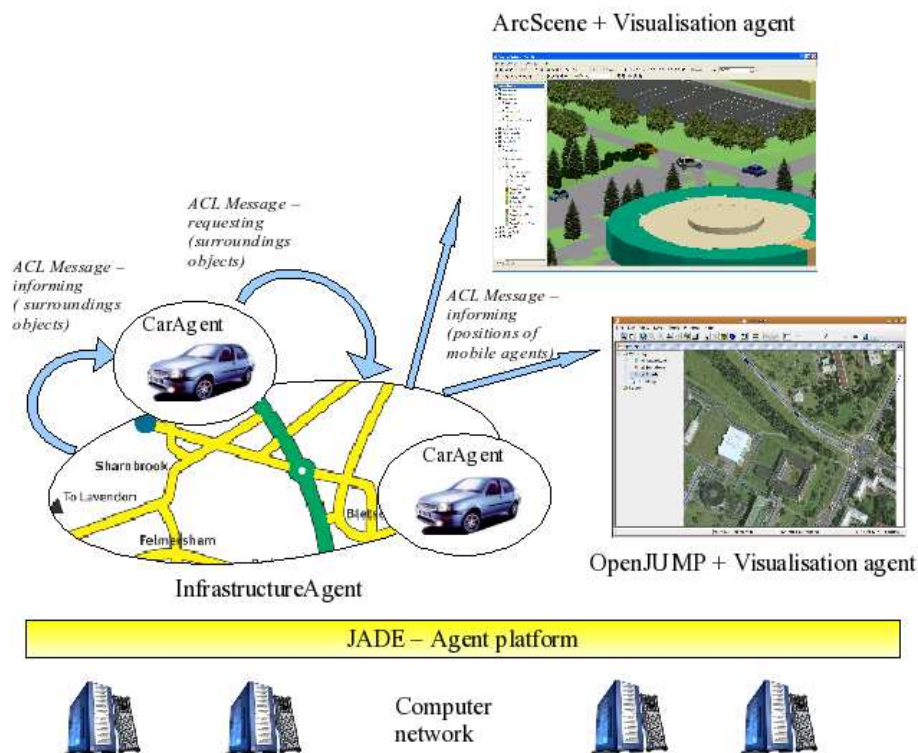 ArcScene + Visualisation agent
ACL Message –
requesting
(surroundings
objects)
ACL Message –
informing
( surroundings
objects)
CarAgent
ACL Message –
informing
(positions of
mobile agents)
Sharnbrook
To Lavendon
Felmersham
CarAgent
InfrastructureAgent
OpenJUMP + Visualisation agent
JADE – Agent platform
Computer
network